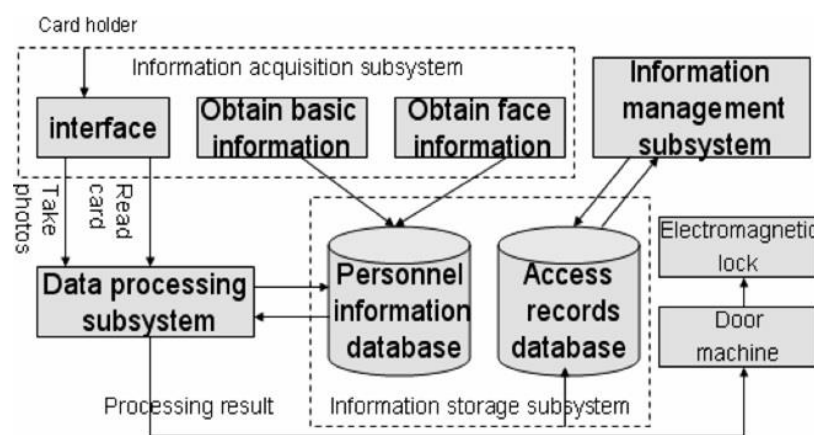 Card holder
Information acquisition subsystem
interface
Obtain basic
information
Obtain face
information
Information
management
subsystem
Take
photos
Read
card
Data processing
subsystem
Personnel
information
database
Access
records
database
Electromagnetic
lock
Door
machine
Processing result
Information storage subsystem